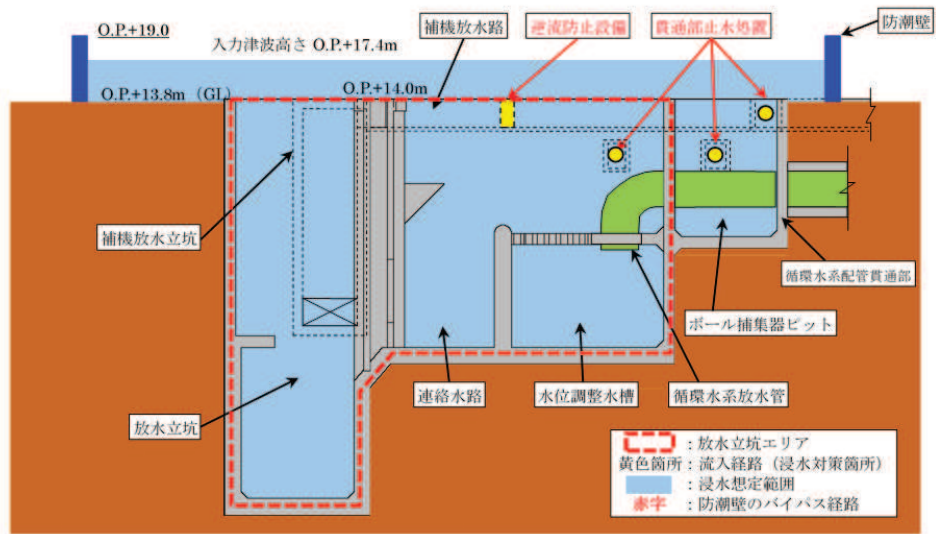 O.P.+19.0
入力津波高さ O.P.+17.4m
補機放水路
逆流防止設備
貫通部止水処置
防潮壁
O.P.+13.8m (GL)
O.P.+14.0m
補機放水立坑
循環水系配管貫通部
ボール捕集器ピット
放水立坑
連絡水路
水位調整水槽
循環水系放水管
:放水立坑エリア
黄色箇所:流入経路(浸水対策箇所)
:浸水想定範囲
赤字 :防潮壁のバイパス経路